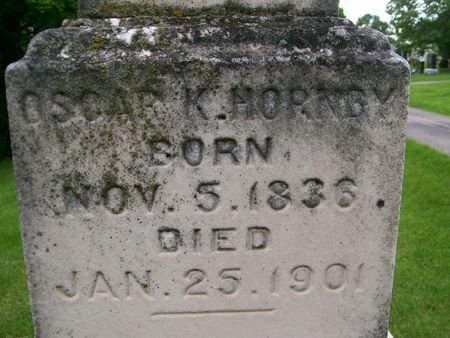 OSCAR K. HORNBY
BORN
NOV. 5. 1836
DIED
JAN. 25. 1901